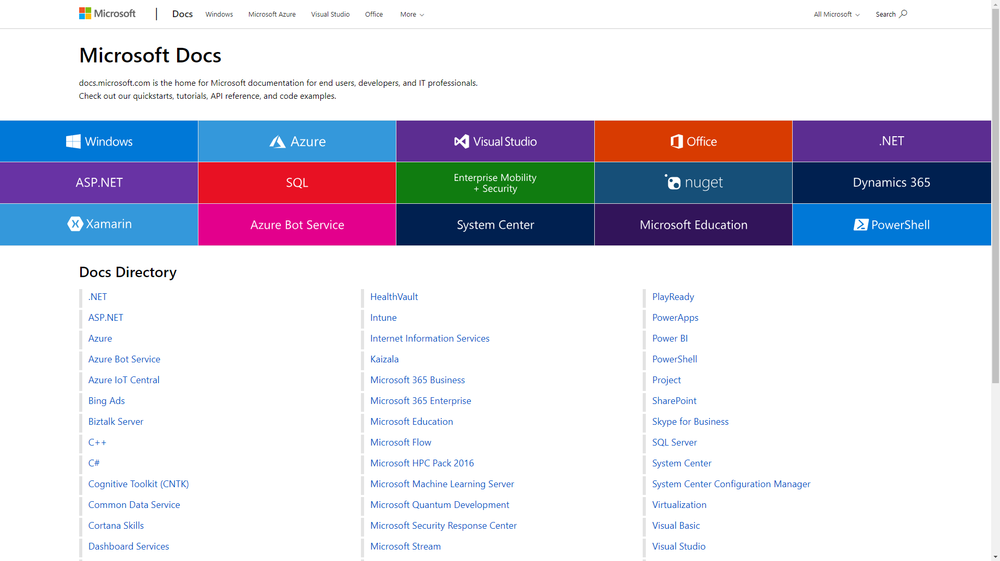 Microsoft
Docs
Windows
Microsoft Azure
Visual Studio
Office
More
All Microsoft
Search
Microsoft Docs
docs.microsoft.com is the home for Microsoft documentation for end users, developers, and IT professionals.
Check out our quickstarts, tutorials, API reference, and code examples.
Windows
Azure
Visual Studio
Office
.NET
ASP.NET
SQL
Enterprise Mobility
+ Security
nuget
Dynamics 365
Xamarin
Azure Bot Service
System Center
Microsoft Education
PowerShell
Docs Directory
.NET
ASP.NET
Azure
Azure Bot Service
Azure IoT Central
Bing Ads
Biztalk Server
C++
C#
Cognitive Toolkit (CNTK)
Common Data Service
Cortana Skills
Dashboard Services
HealthVault
Intune
Internet Information Services
Kaizala
Microsoft 365 Business
Microsoft 365 Enterprise
Microsoft Education
Microsoft Flow
Microsoft HPC Pack 2016
Microsoft Machine Learning Server
Microsoft Quantum Development
Microsoft Security Response Center
Microsoft Stream
PlayReady
PowerApps
Power BI
PowerShell
Project
SharePoint
Skype for Business
SQL Server
System Center
System Center Configuration Manager
Virtualization
Visual Basic
Visual Studio